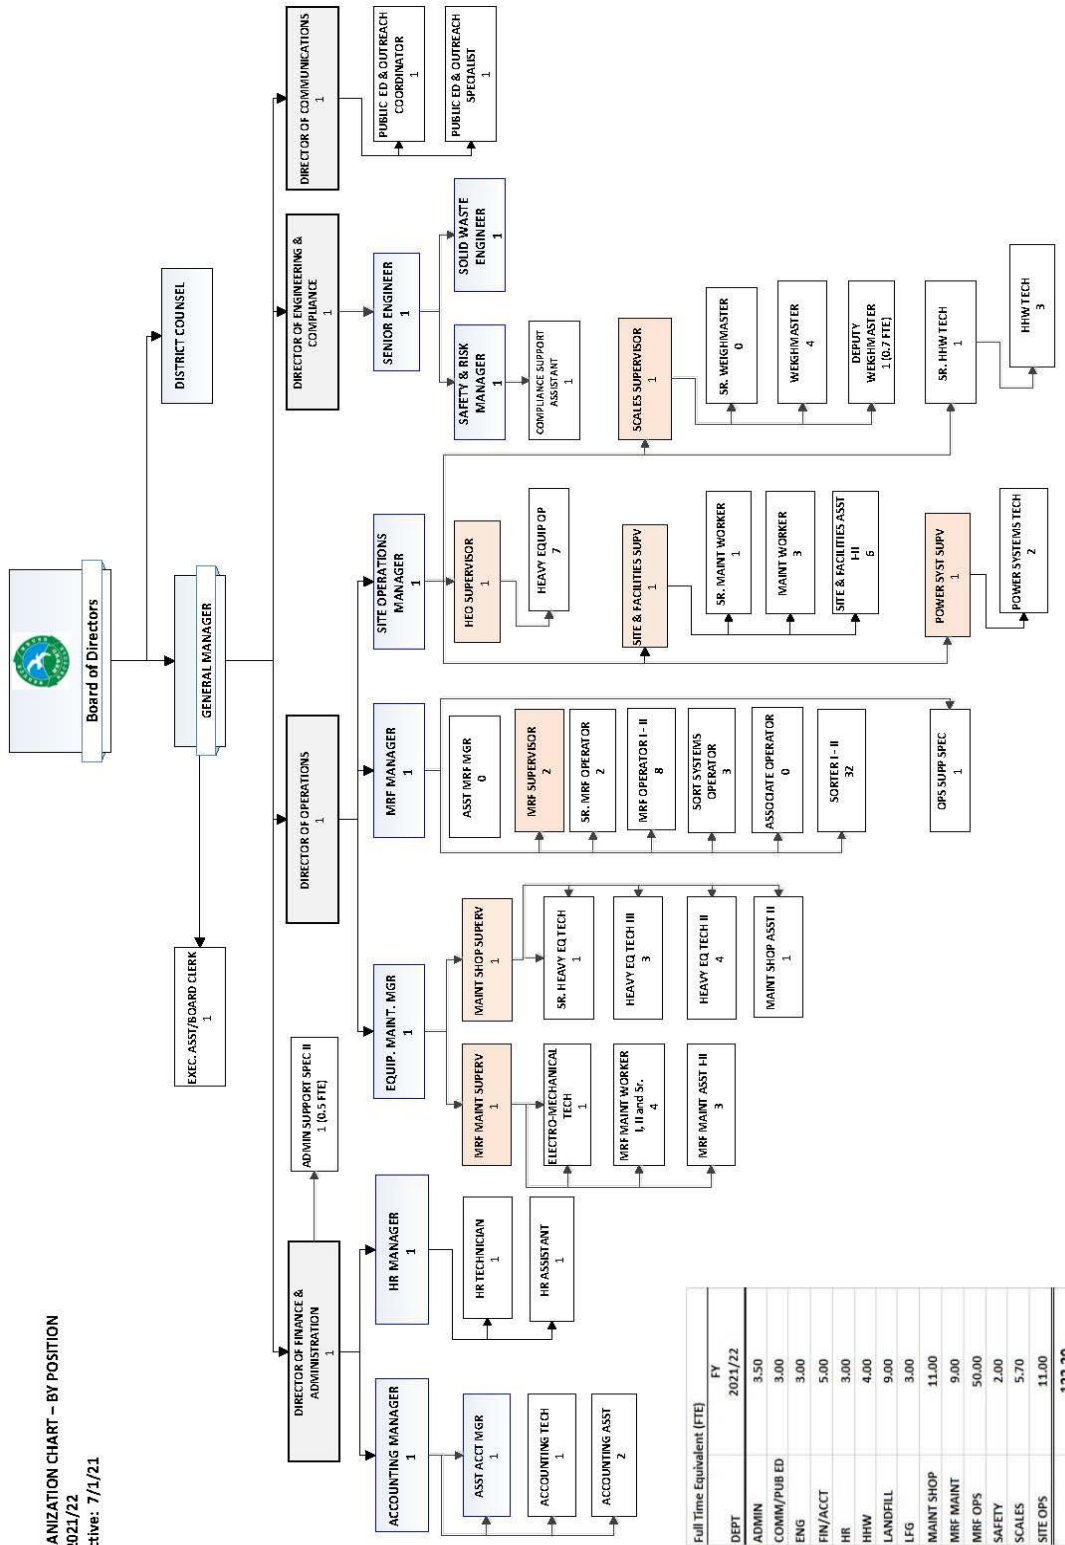 ANIZATION CHART – BY POSITION
2021/22
ctive: 7/1/21
Board of Directors
DISTRICT COUNSEL
GENERAL MANAGER
EXEC. ASST/BOARD CLERK
1
DIRECTOR OF FINANCE &
ADMINISTRATION
1
ADMIN SUPPORT SPEC II
1 (0.5 FTE)
ACCOUNTING MANAGER
1
ASST ACCT MGR
1
ACCOUNTING TECH
1
ACCOUNTING ASST
2
HR MANAGER
1
HR TECHNICIAN
1
HR ASSISTANT
1
DIRECTOR OF OPERATIONS
1
EQUIP. MAINT. MGR
1
MRF MAINT SUPERV
1
ELECTRO-MECHANICAL
TECH
1
MRF MAINT WORKER
I, II and Sr.
4
MRF MAINT ASST I-II
3
MAINT SHOP SUPERV
1
SR. HEAVY EQ TECH
1
HEAVY EQ TECH III
3
HEAVY EQ TECH II
4
MAINT SHOP ASST II
1
MRF MANAGER
1
ASST MRF MGR
0
MRF SUPERVISOR
2
SR. MRF OPERATOR
2
MRF OPERATOR I - II
8
SORT SYSTEMS
OPERATOR
3
ASSOCIATE OPERATOR
0
SORTER I - II
32
OPS SUPP SPEC
1
SITE OPERATIONS
MANAGER
1
HEO SUPERVISOR
1
HEAVY EQUIP OP
7
SITE & FACILITIES SUPV
1
SR. MAINT WORKER
1
MAINT WORKER
3
SITE & FACILITIES ASST
I-II
6
POWER SYST SUPV
1
POWER SYSTEMS TECH
2
SCALES SUPERVISOR
1
SR. WEIGHMASTER
0
WEIGHMASTER
4
DEPUTY
WEIGHMASTER
1 (0.7 FTE)
SR. HHW TECH
1
HHW TECH
3
DIRECTOR OF ENGINEERING &
COMPLIANCE
1
SENIOR ENGINEER
1
SAFETY & RISK
MANAGER
1
COMPLIANCE SUPPORT
ASSISTANT
1
SOLID WASTE
ENGINEER
1
DIRECTOR OF COMMUNICATIONS
1
PUBLIC ED & OUTREACH
COORDINATOR
1
PUBLIC ED & OUTREACH
SPECIALIST
1
Full Time Equivalent (FTE)
FY
DEPT 2021/22
ADMIN 3.50
COMM/PUB ED 3.00
ENG 3.00
FIN/ACCT 5.00
HR 3.00
HHW 4.00
LANDFILL 9.00
LFG 3.00
MAINT SHOP 11.00
MRF MAINT 9.00
MRF OPS 50.00
SAFETY 2.00
SCALES 5.70
SITE OPS 11.00